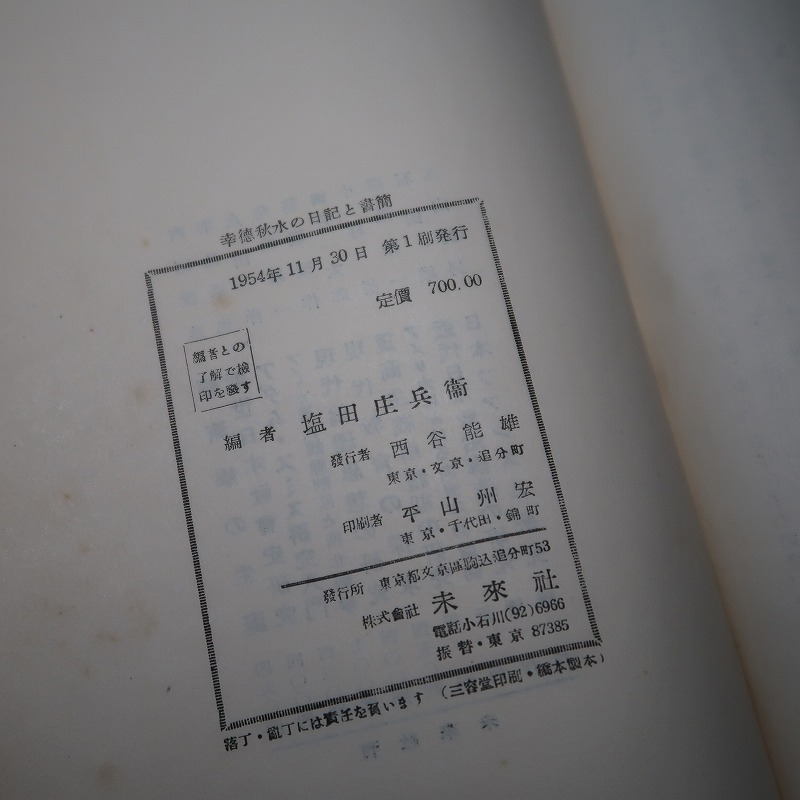 幸德秋水の日記と書簡
1954年11月30日 第1刷発行
定價 700.00
編者との
了解で檢
印を廢す
編者 塩田庄兵衞
發行者 西谷能雄
東京・文京・追分町
印刷者 平山州宏
東京・千代田・錦町
發行所 東京都文京區駒込追分町53
株式會社 未來社
電話小石川(92)6966
振替・東京 87385
落丁・亂丁には責任を負います (三容堂印刷・橋本製本)